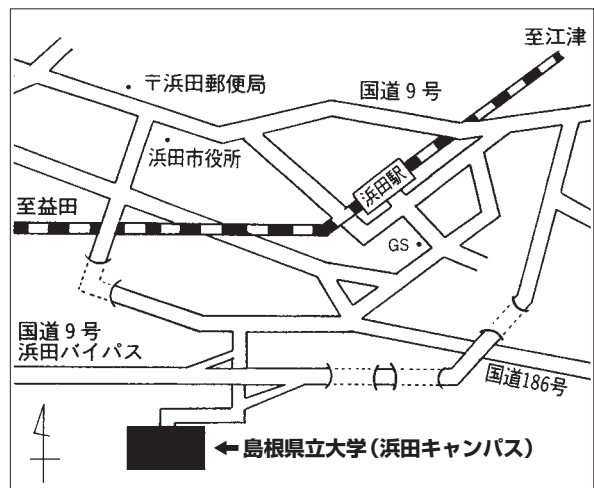 至江津
国道9号
〒浜田郵便局
浜田市役所
浜田駅
至益田
GS
国道9号
浜田バイパス
国道186号
←島根県立大学(浜田キャンパス)